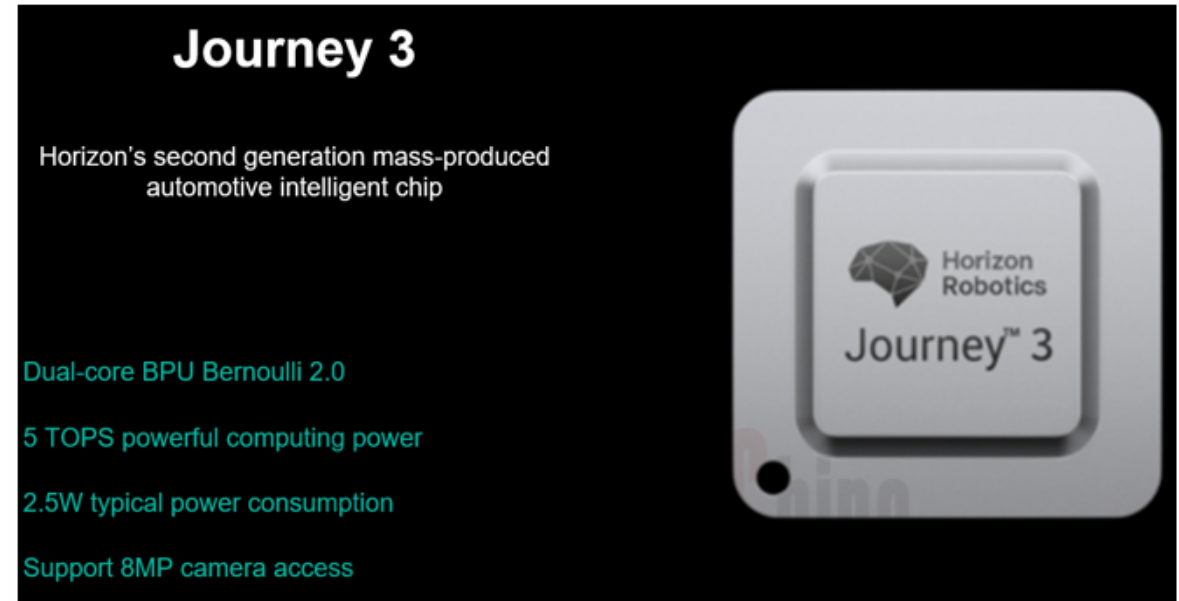 Journey 3
Horizon's second generation mass-produced
automotive intelligent chip
Dual-core BPU Bernoulli 2.0
5 TOPS powerful computing power
2.5W typical power consumption
Support 8MP camera access
Horizon
Robotics
Journey™ 3